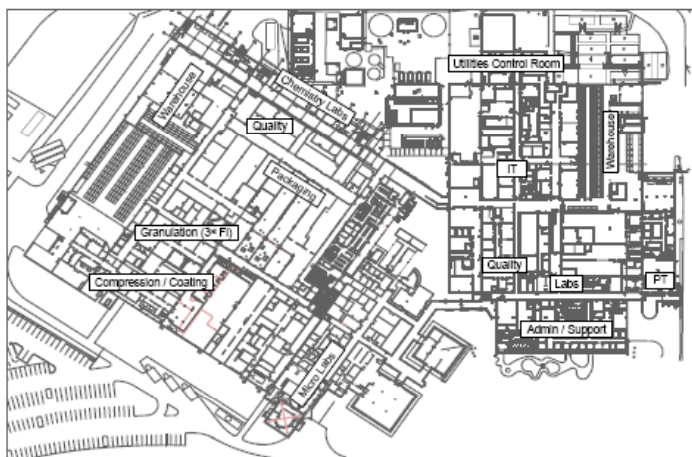 Utilities Control Room
Warehouse
Chemistry Labs
Quality
Warehouse
IT
Packaging
Granulation (3rd Fl)
Quality
Compression / Coating
Labs
PT
Admin / Support
Micro Labs